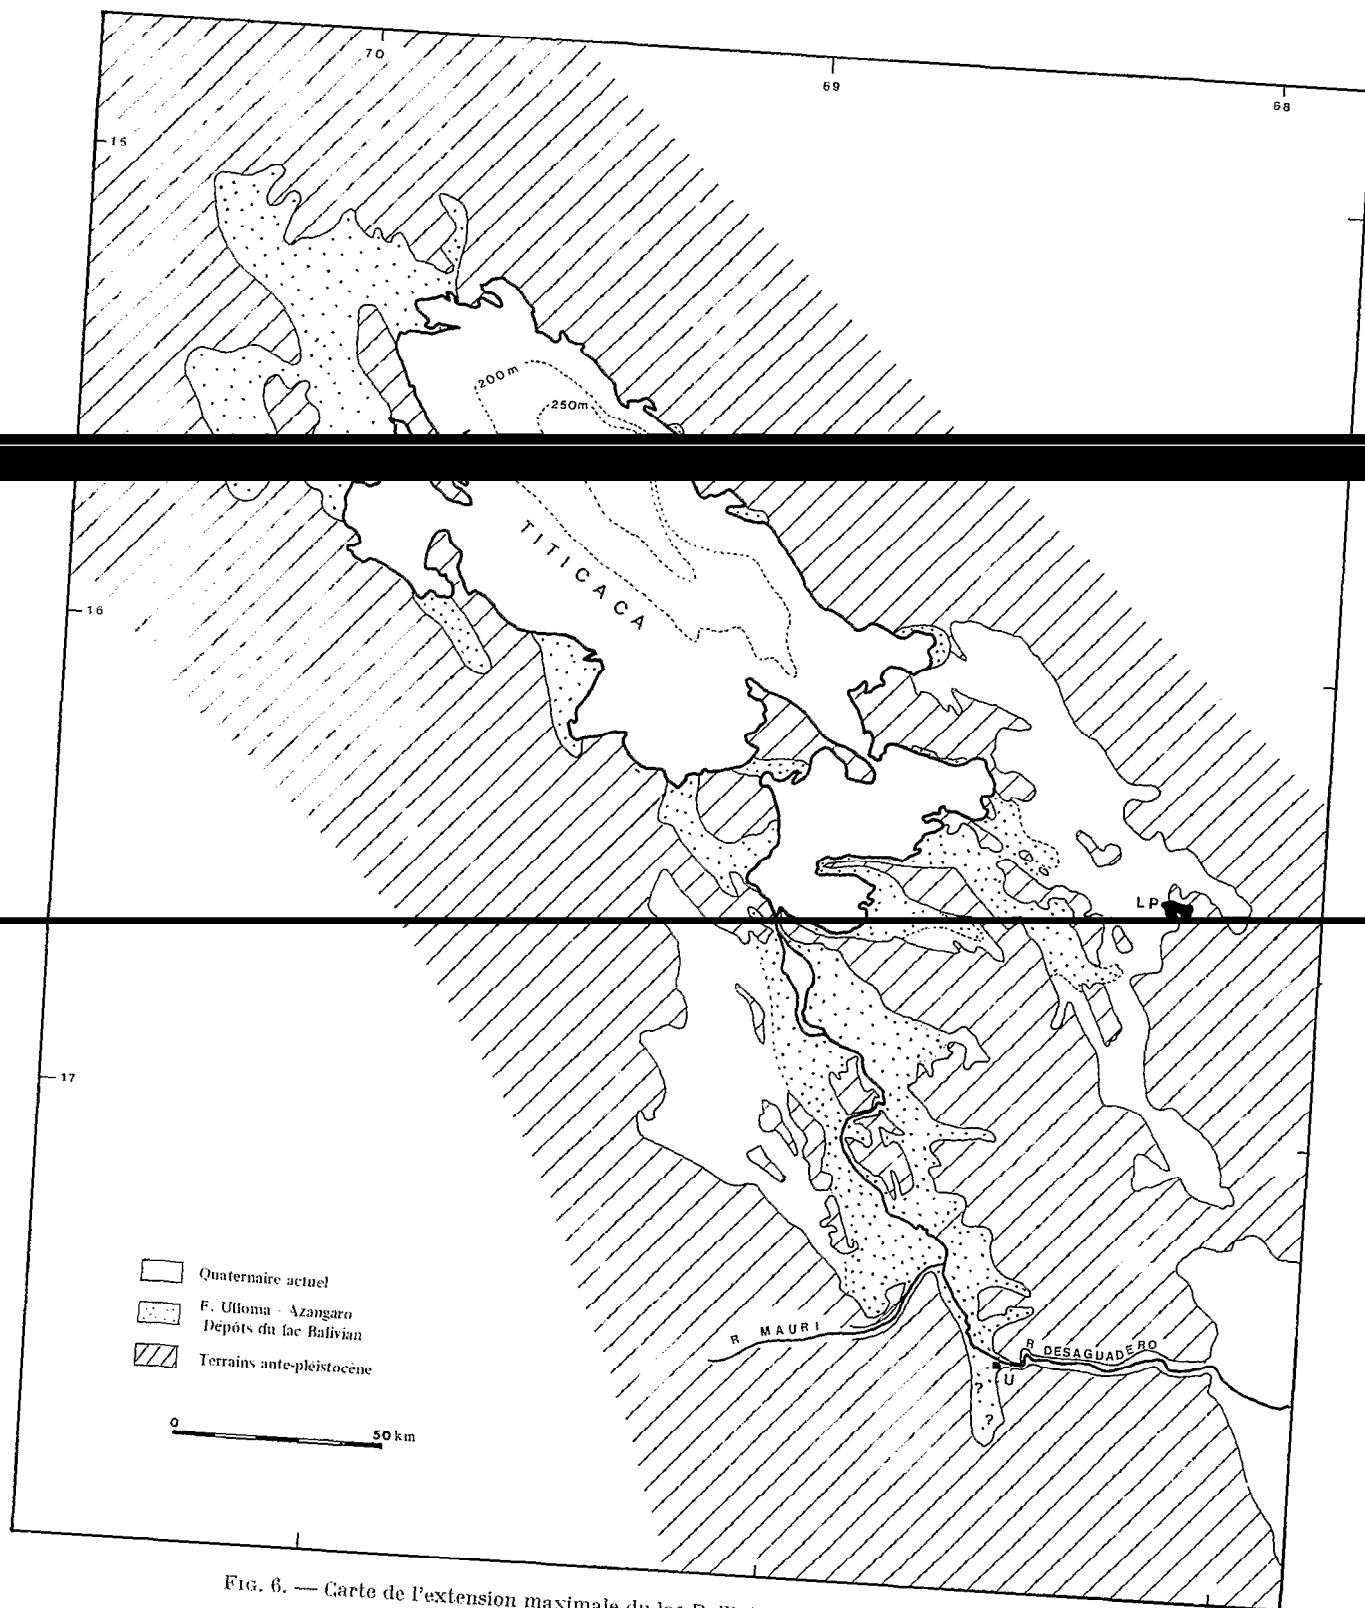 70
69
68
15
200m
250m
TITICACA
16
LP
17
Quaternaire actuel
F. Ulloma - Azangaro
Dépôts du lac Balivian
Terrains ante-pléistocène
R MAURI
R DESAGUADERO
U
?
?
0 50 km
FIG. 6. — Carte de l'extension maximale du lac